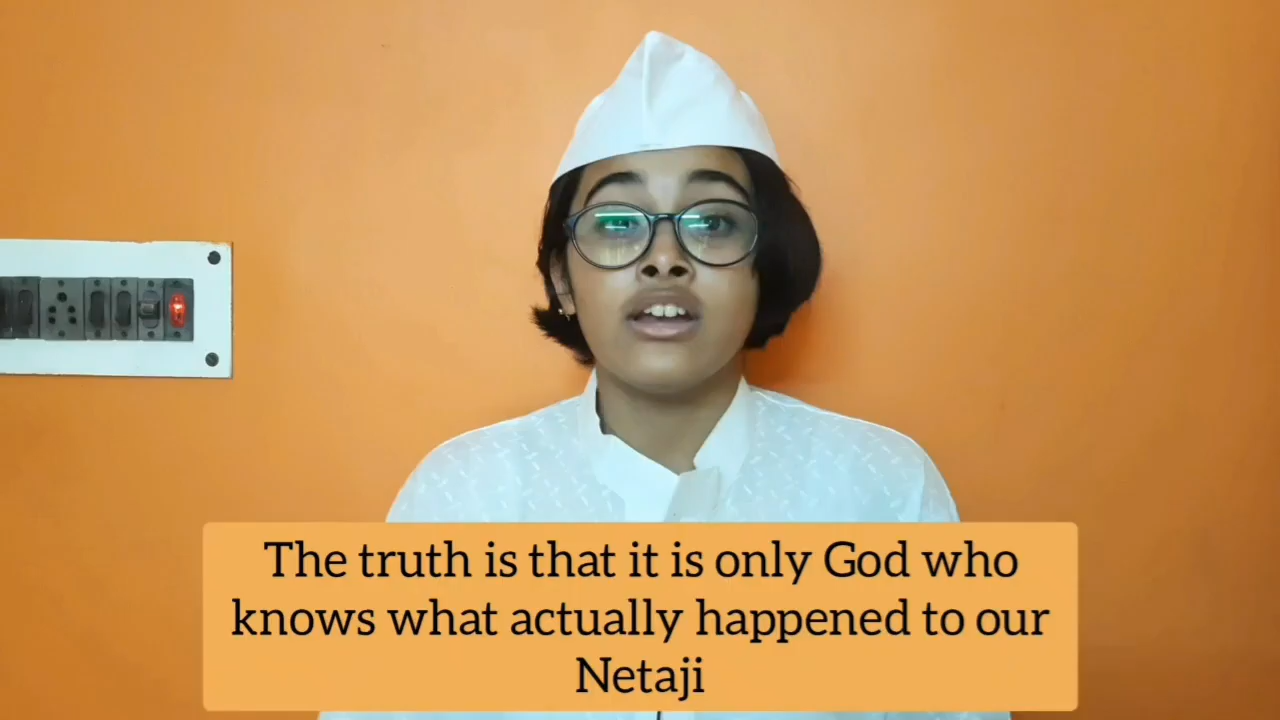 The truth is that it is only God who
knows what actually happened to our
Netaji